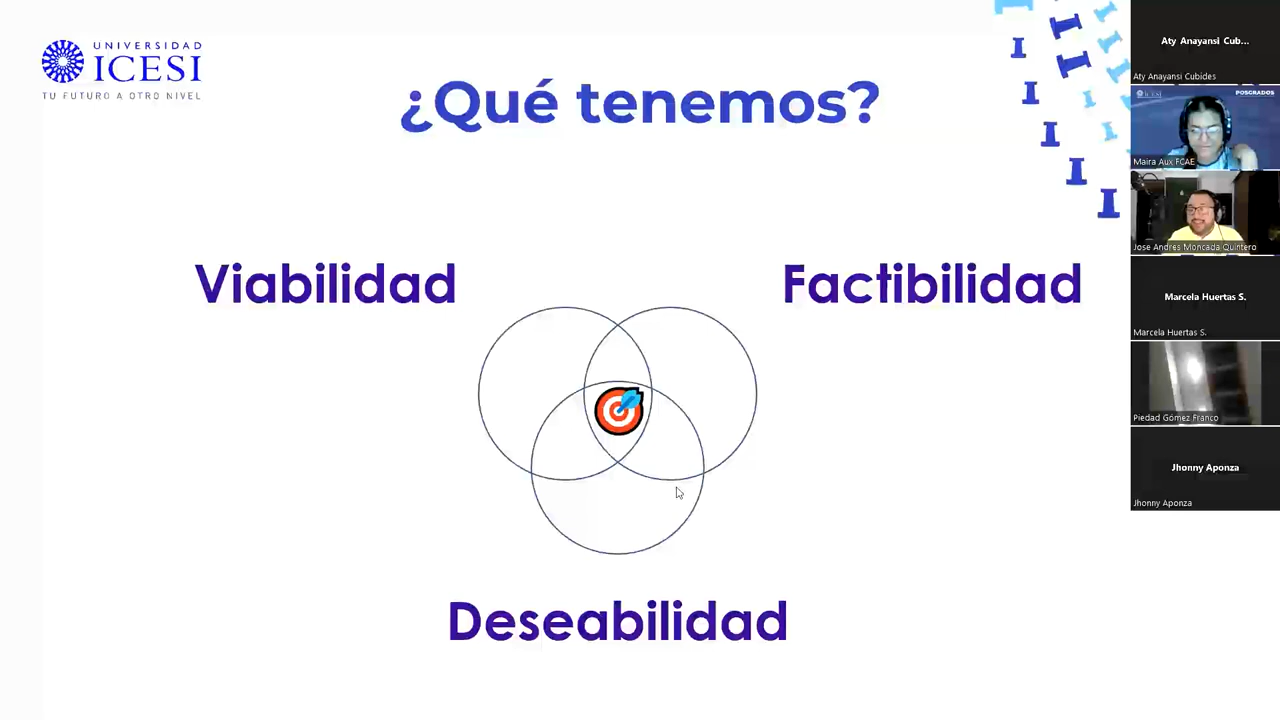 UNIVERSIDAD
ICESI
TU FUTURO A OTRO NIVEL
¿Qué tenemos?
Viabilidad
Factibilidad
Deseabilidad
Aty Anayansi Cub...
Aty Anayansi Cubides
POSGRADOS
Maira Aux FCAE
Jose Andres Moncada Quintero
Marcela Huertas S.
Marcela Huertas S.
Piedad Gómez Franco
Jhonny Aponza
Jhonny Aponza